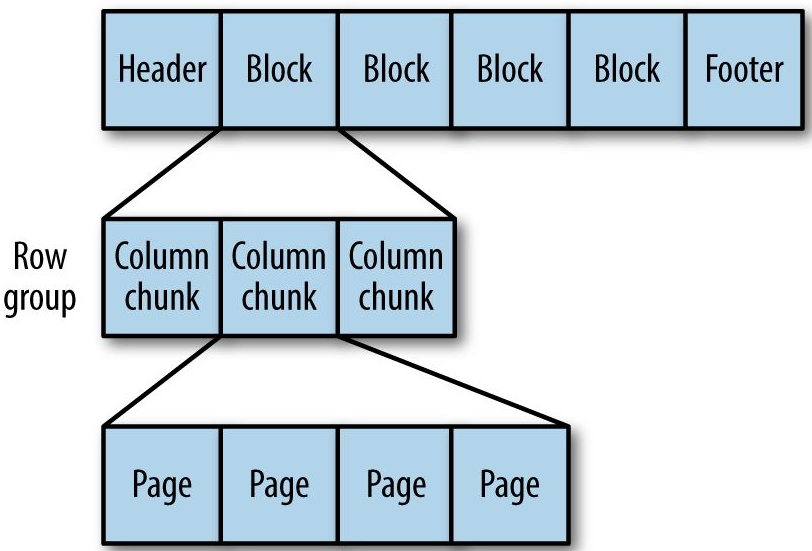 Header Block Block Block Block Footer
Row group
Column chunk Column chunk Column chunk
Page Page Page Page